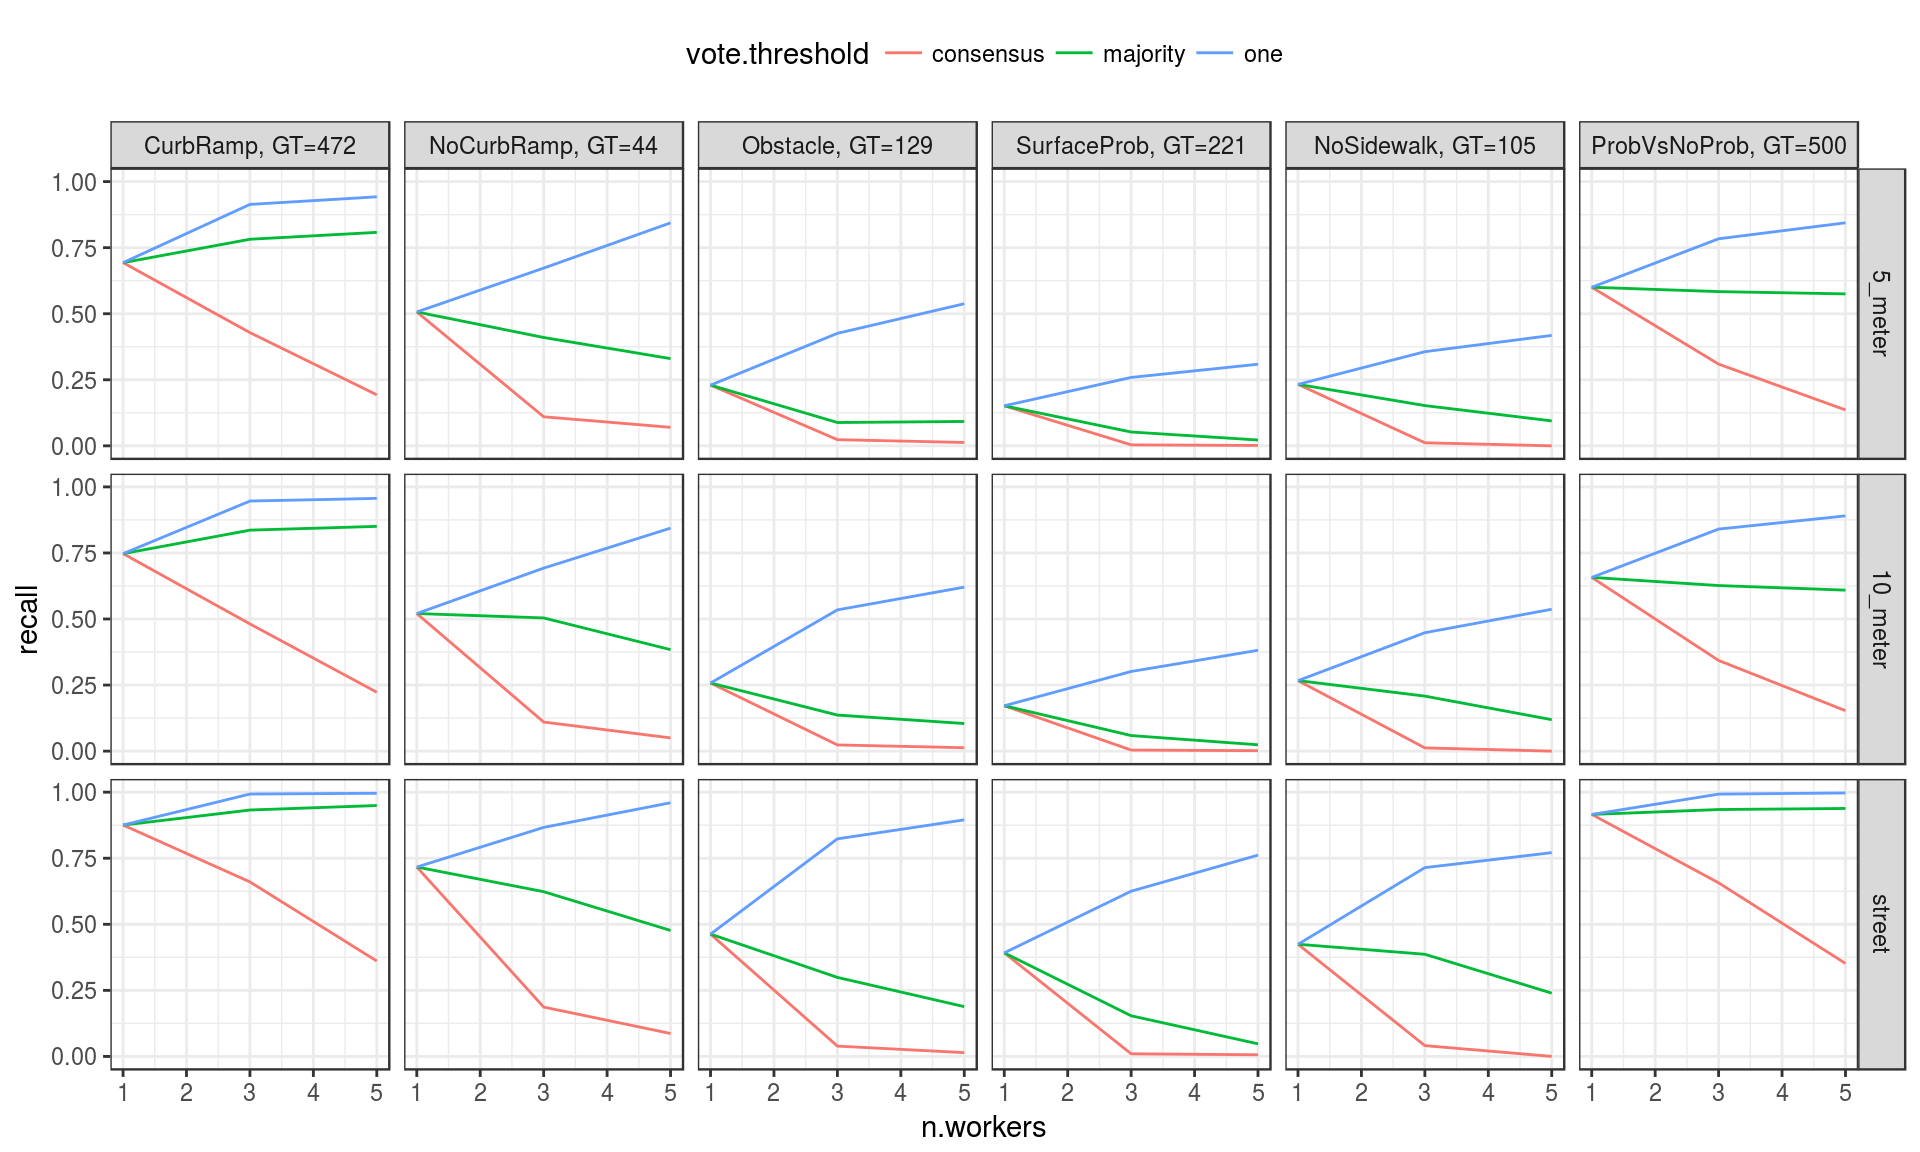 vote.threshold consensus majority one
CurbRamp, GT=472 NoCurbRamp, GT=44 Obstacle, GT=129 SurfaceProb, GT=221 NoSidewalk, GT=105 ProbVsNoProb, GT=500
1.00
0.75
0.50
0.25
0.00
5_meter
1.00
0.75
0.50
0.25
0.00
10_meter
1.00
0.75
0.50
0.25
0.00
street
recall
1 2 3 4 5 1 2 3 4 5 1 2 3 4 5 1 2 3 4 5 1 2 3 4 5 1 2 3 4 5
n.workers